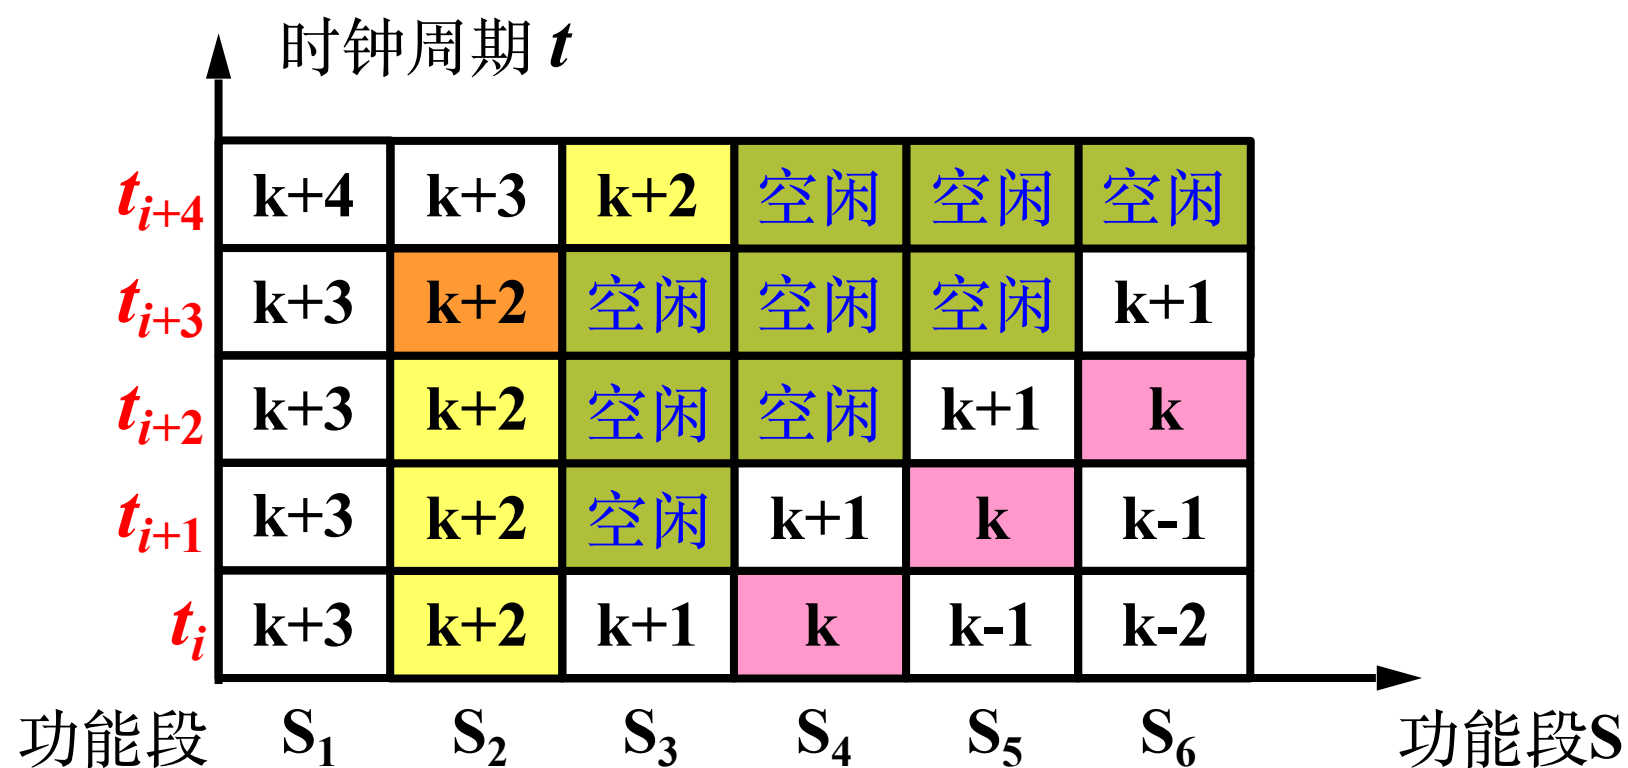 时钟周期 t
t_{i+4} k+4 k+3 k+2 空闲 空闲 空闲
t_{i+3} k+3 k+2 空闲 空闲 空闲 k+1
t_{i+2} k+3 k+2 空闲 空闲 k+1 k
t_{i+1} k+3 k+2 空闲 k+1 k k-1
t_i k+3 k+2 k+1 k k-1 k-2
功能段 S₁ S₂ S₃ S₄ S₅ S₆ 功能段S